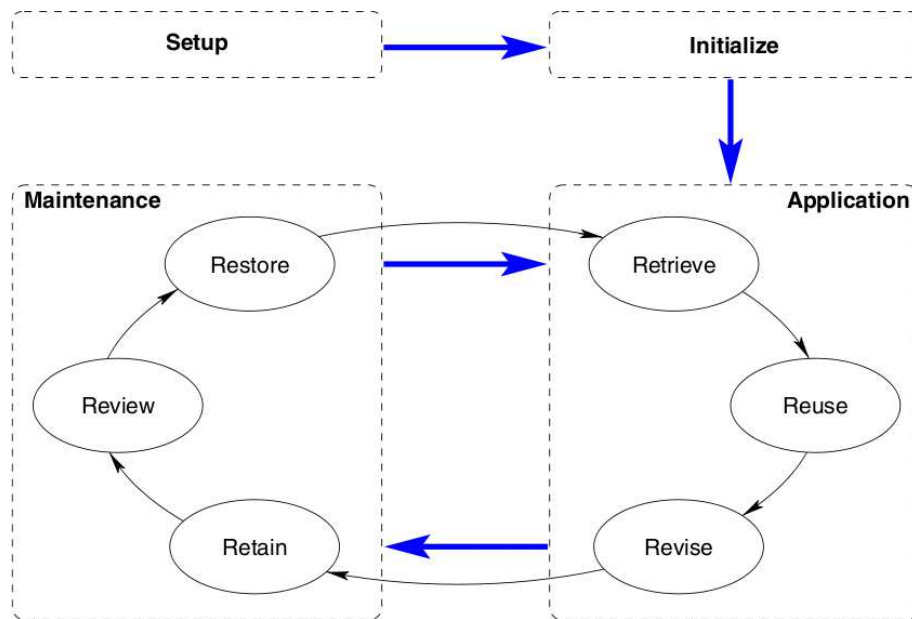 Setup
Initialize
Maintenance
Application
Restore
Retrieve
Review
Reuse
Retain
Revise